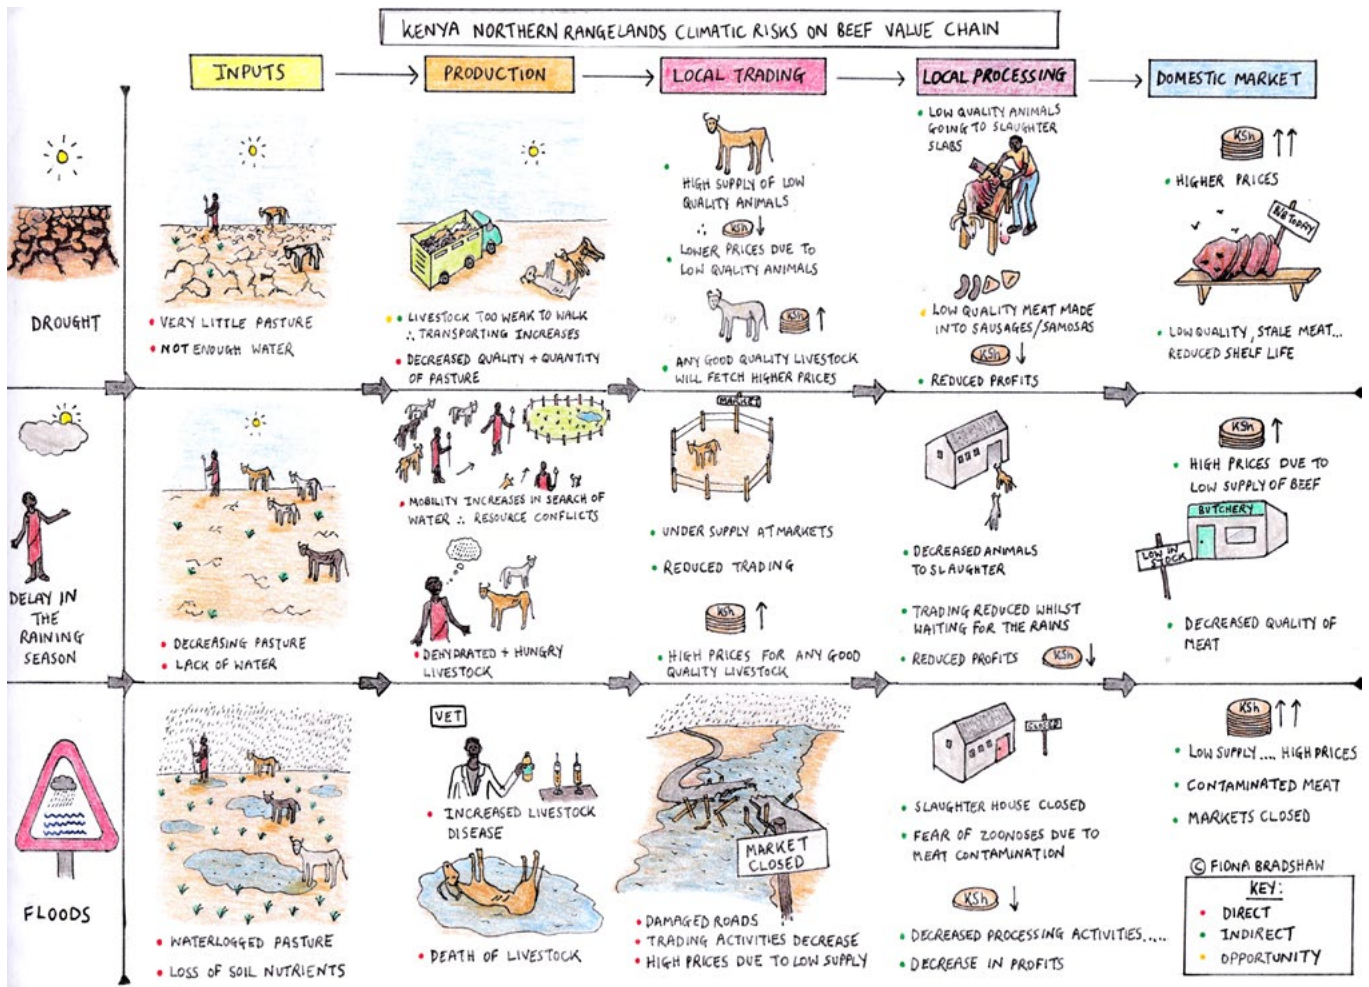 KENYA NORTHERN RANGELANDS CLIMATIC RISKS ON BEEF VALUE CHAIN
INPUTS
PRODUCTION
LOCAL TRADING
LOCAL PROCESSING
DOMESTIC MARKET
DROUGHT
• VERY LITTLE PASTURE
• NOT ENOUGH WATER
• • LIVESTOCK TOO WEAK TO WALK
∴ TRANSPORTING INCREASES
• DECREASED QUALITY + QUANTITY
OF PASTURE
• HIGH SUPPLY OF LOW
QUALITY ANIMALS
∴ KSh ↓
• LOWER PRICES DUE TO
LOW QUALITY ANIMALS
KSh ↑
• ANY GOOD QUALITY LIVESTOCK
WILL FETCH HIGHER PRICES
• LOW QUALITY ANIMALS
GOING TO SLAUGHTER
SLABS
• LOW QUALITY MEAT MADE
INTO SAUSAGES/SAMOSAS
KSh ↓
• REDUCED PROFITS
KSh ↑↑
• HIGHER PRICES
B/B TODAY
• LOW QUALITY, STALE MEAT...
REDUCED SHELF LIFE
DELAY IN
THE
RAINING
SEASON
• DECREASING PASTURE
• LACK OF WATER
• MOBILITY INCREASES IN SEARCH OF
WATER ∴ RESOURCE CONFLICTS
• DEHYDRATED + HUNGRY
LIVESTOCK
MARKET
• UNDER SUPPLY AT MARKETS
• REDUCED TRADING
KSh ↑
• HIGH PRICES FOR ANY GOOD
QUALITY LIVESTOCK
• DECREASED ANIMALS
TO SLAUGHTER
• TRADING REDUCED WHILST
WAITING FOR THE RAINS
• REDUCED PROFITS KSh ↓
KSh ↑
• HIGH PRICES DUE TO
LOW SUPPLY OF BEEF
BUTCHERY
LOW IN
STOCK
• DECREASED QUALITY OF
MEAT
FLOODS
• WATERLOGGED PASTURE
• LOSS OF SOIL NUTRIENTS
VET
• INCREASED LIVESTOCK
DISEASE
• DEATH OF LIVESTOCK
MARKET
CLOSED
• DAMAGED ROADS
• TRADING ACTIVITIES DECREASE
• HIGH PRICES DUE TO LOW SUPPLY
CLOSED
• SLAUGHTER HOUSE CLOSED
• FEAR OF ZOONOSES DUE TO
MEAT CONTAMINATION
KSh ↓
• DECREASED PROCESSING ACTIVITIES.....
• DECREASE IN PROFITS
KSh ↑↑
• LOW SUPPLY .... HIGH PRICES
• CONTAMINATED MEAT
• MARKETS CLOSED
© FIONA BRADSHAW
KEY:
• DIRECT
• INDIRECT
• OPPORTUNITY